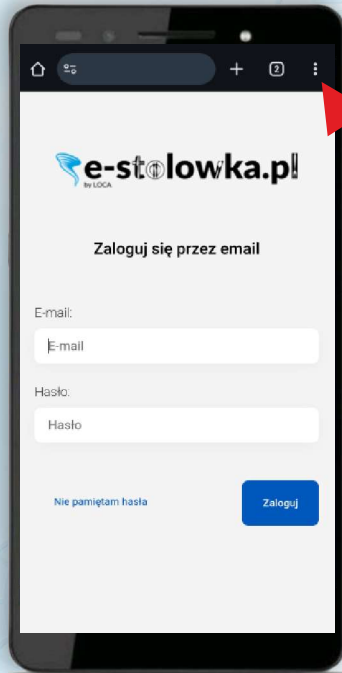 2
e-stolowka.pl
by LOCA
Zaloguj się przez email
E-mail:
E-mail
Hasło:
Hasło
Nie pamiętam hasła
Zaloguj